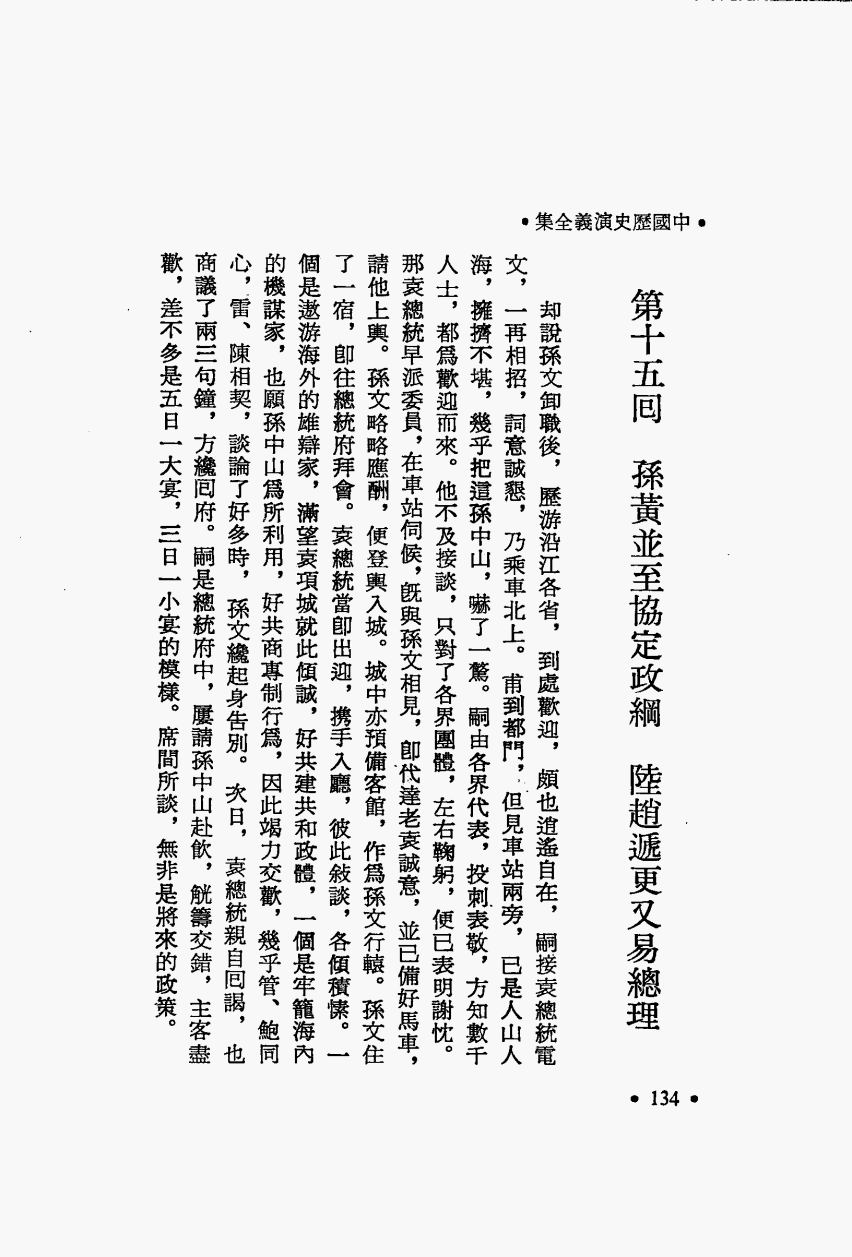 •中國歷史演義全集•
第十五回　孫黃並至協定政綱　陸趙遞更又易總理
却說孫文卸職後，歷游沿江各省，到處歡迎，頗也逍遙自在，嗣接袁總統電
文，一再相招，詞意誠懇，乃乘車北上。甫到都門，但見車站兩旁，已是人山人
海，擁擠不堪，幾乎把這孫中山，嚇了一驚。嗣由各界代表，投刺表敬，方知數千
人士，都爲歡迎而來。他不及接談，只對了各界團體，左右鞠躬，便已表明謝忱。
那袁總統早派委員，在車站伺候，旣與孫文相見，卽代達老袁誠意，並已備好馬車，
請他上輿。孫文略略應酬，便登輿入城。城中亦預備客館，作爲孫文行轅。孫文住
了一宿，卽往總統府拜會。袁總統當卽出迎，携手入廳，彼此敍談，各傾積愫。一
個是遨游海外的雄辯家，滿望袁項城就此傾誠，好共建共和政體，一個是牢籠海內
的機謀家，也願孫中山爲所利用，好共商專制行爲，因此竭力交歡，幾乎管、鮑同
心，雷、陳相契，談論了好多時，孫文纔起身告別。次日，袁總統親自回謁，也
商議了兩三句鐘，方纔回府。嗣是總統府中，屢請孫中山赴飲，觥籌交錯，主客盡
歡，差不多是五日一大宴，三日一小宴的模樣。席間所談，無非是將來的政策。
• 134 •